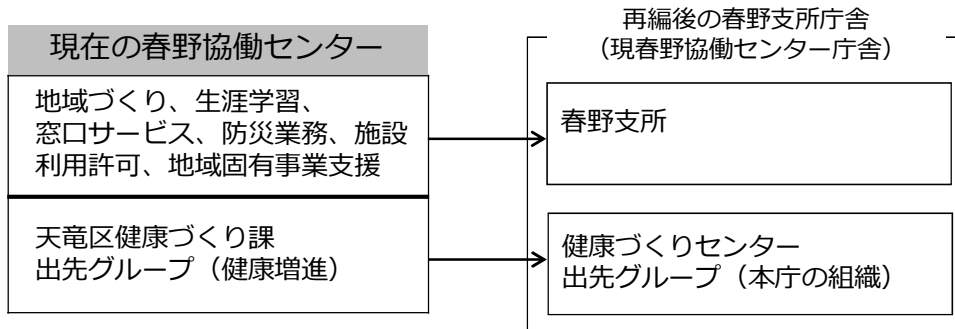 再編後の春野支所庁舎
（現春野協働センター庁舎）
現在の春野協働センター
地域づくり、生涯学習、
窓口サービス、防災業務、施設
利用許可、地域固有事業支援
春野支所
天竜区健康づくり課
出先グループ（健康増進）
健康づくりセンター
出先グループ（本庁の組織）